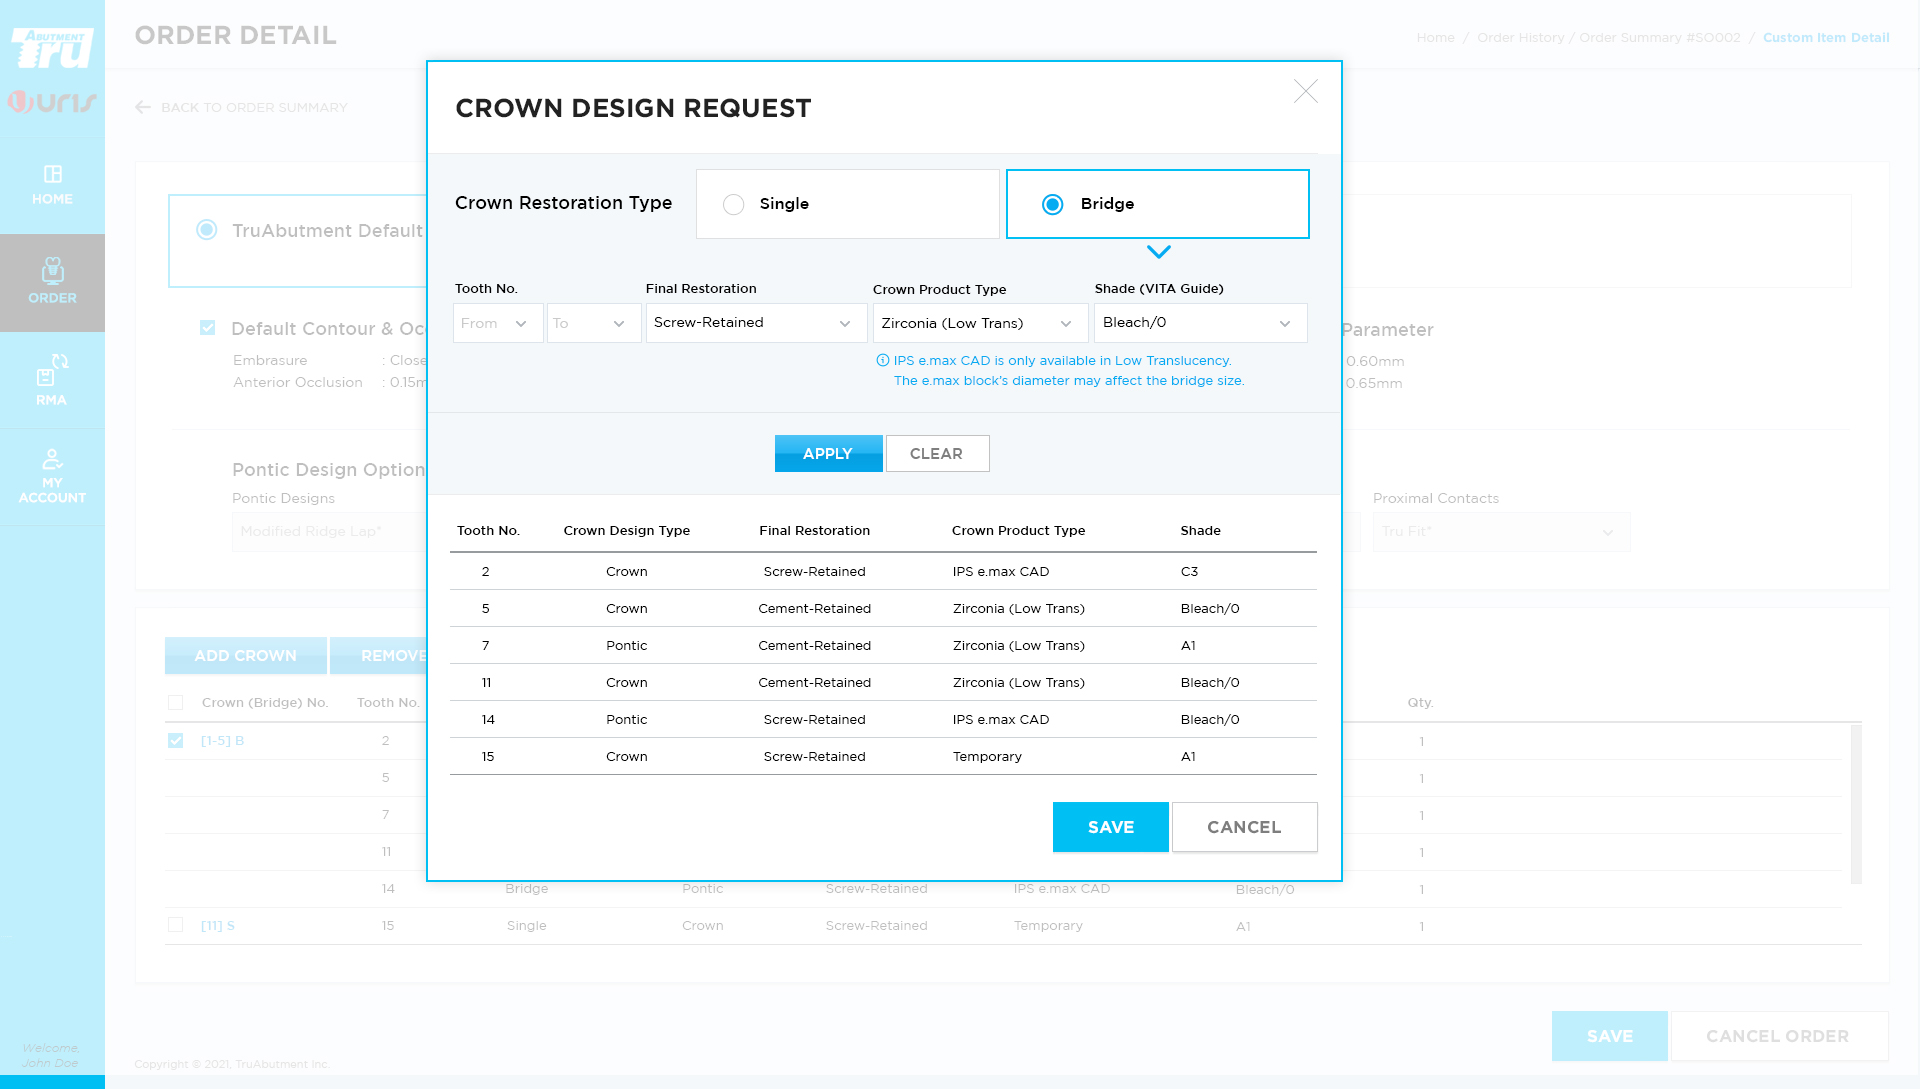 ABUTMENT
Tru
uris
HOME
ORDER
RMA
MY
ACCOUNT
Welcome,
John Doe
ORDER DETAIL
Home / Order History / Order Summary #SO002 / Custom Item Detail
BACK TO ORDER SUMMARY
TruAbutment Default
Default Contour & Occ
Embrasure : Close
Anterior Occlusion : 0.15m
Parameter
0.60mm
0.65mm
Pontic Design Option
Pontic Designs
Modified Ridge Lap*
Proximal Contacts
Tru Fit*
CROWN DESIGN REQUEST
Crown Restoration Type
Single
Bridge
Tooth No. Final Restoration Crown Product Type Shade (VITA Guide)
From To Screw-Retained Zirconia (Low Trans) Bleach/0
IPS e.max CAD is only available in Low Translucency.
The e.max block's diameter may affect the bridge size.
APPLY CLEAR
Tooth No. Crown Design Type Final Restoration Crown Product Type Shade
2 Crown Screw-Retained IPS e.max CAD C3
5 Crown Cement-Retained Zirconia (Low Trans) Bleach/0
7 Pontic Cement-Retained Zirconia (Low Trans) A1
11 Crown Cement-Retained Zirconia (Low Trans) Bleach/0
14 Pontic Screw-Retained IPS e.max CAD Bleach/0
15 Crown Screw-Retained Temporary A1
SAVE CANCEL
ADD CROWN REMOVE
Crown (Bridge) No. Tooth No. Qty.
[1-5] B 2 1
5 1
7 1
11 1
14 Bridge Pontic Screw-Retained IPS e.max CAD Bleach/0 1
[11] S 15 Single Crown Screw-Retained Temporary A1 1
SAVE CANCEL ORDER
Copyright © 2021, TruAbutment Inc.